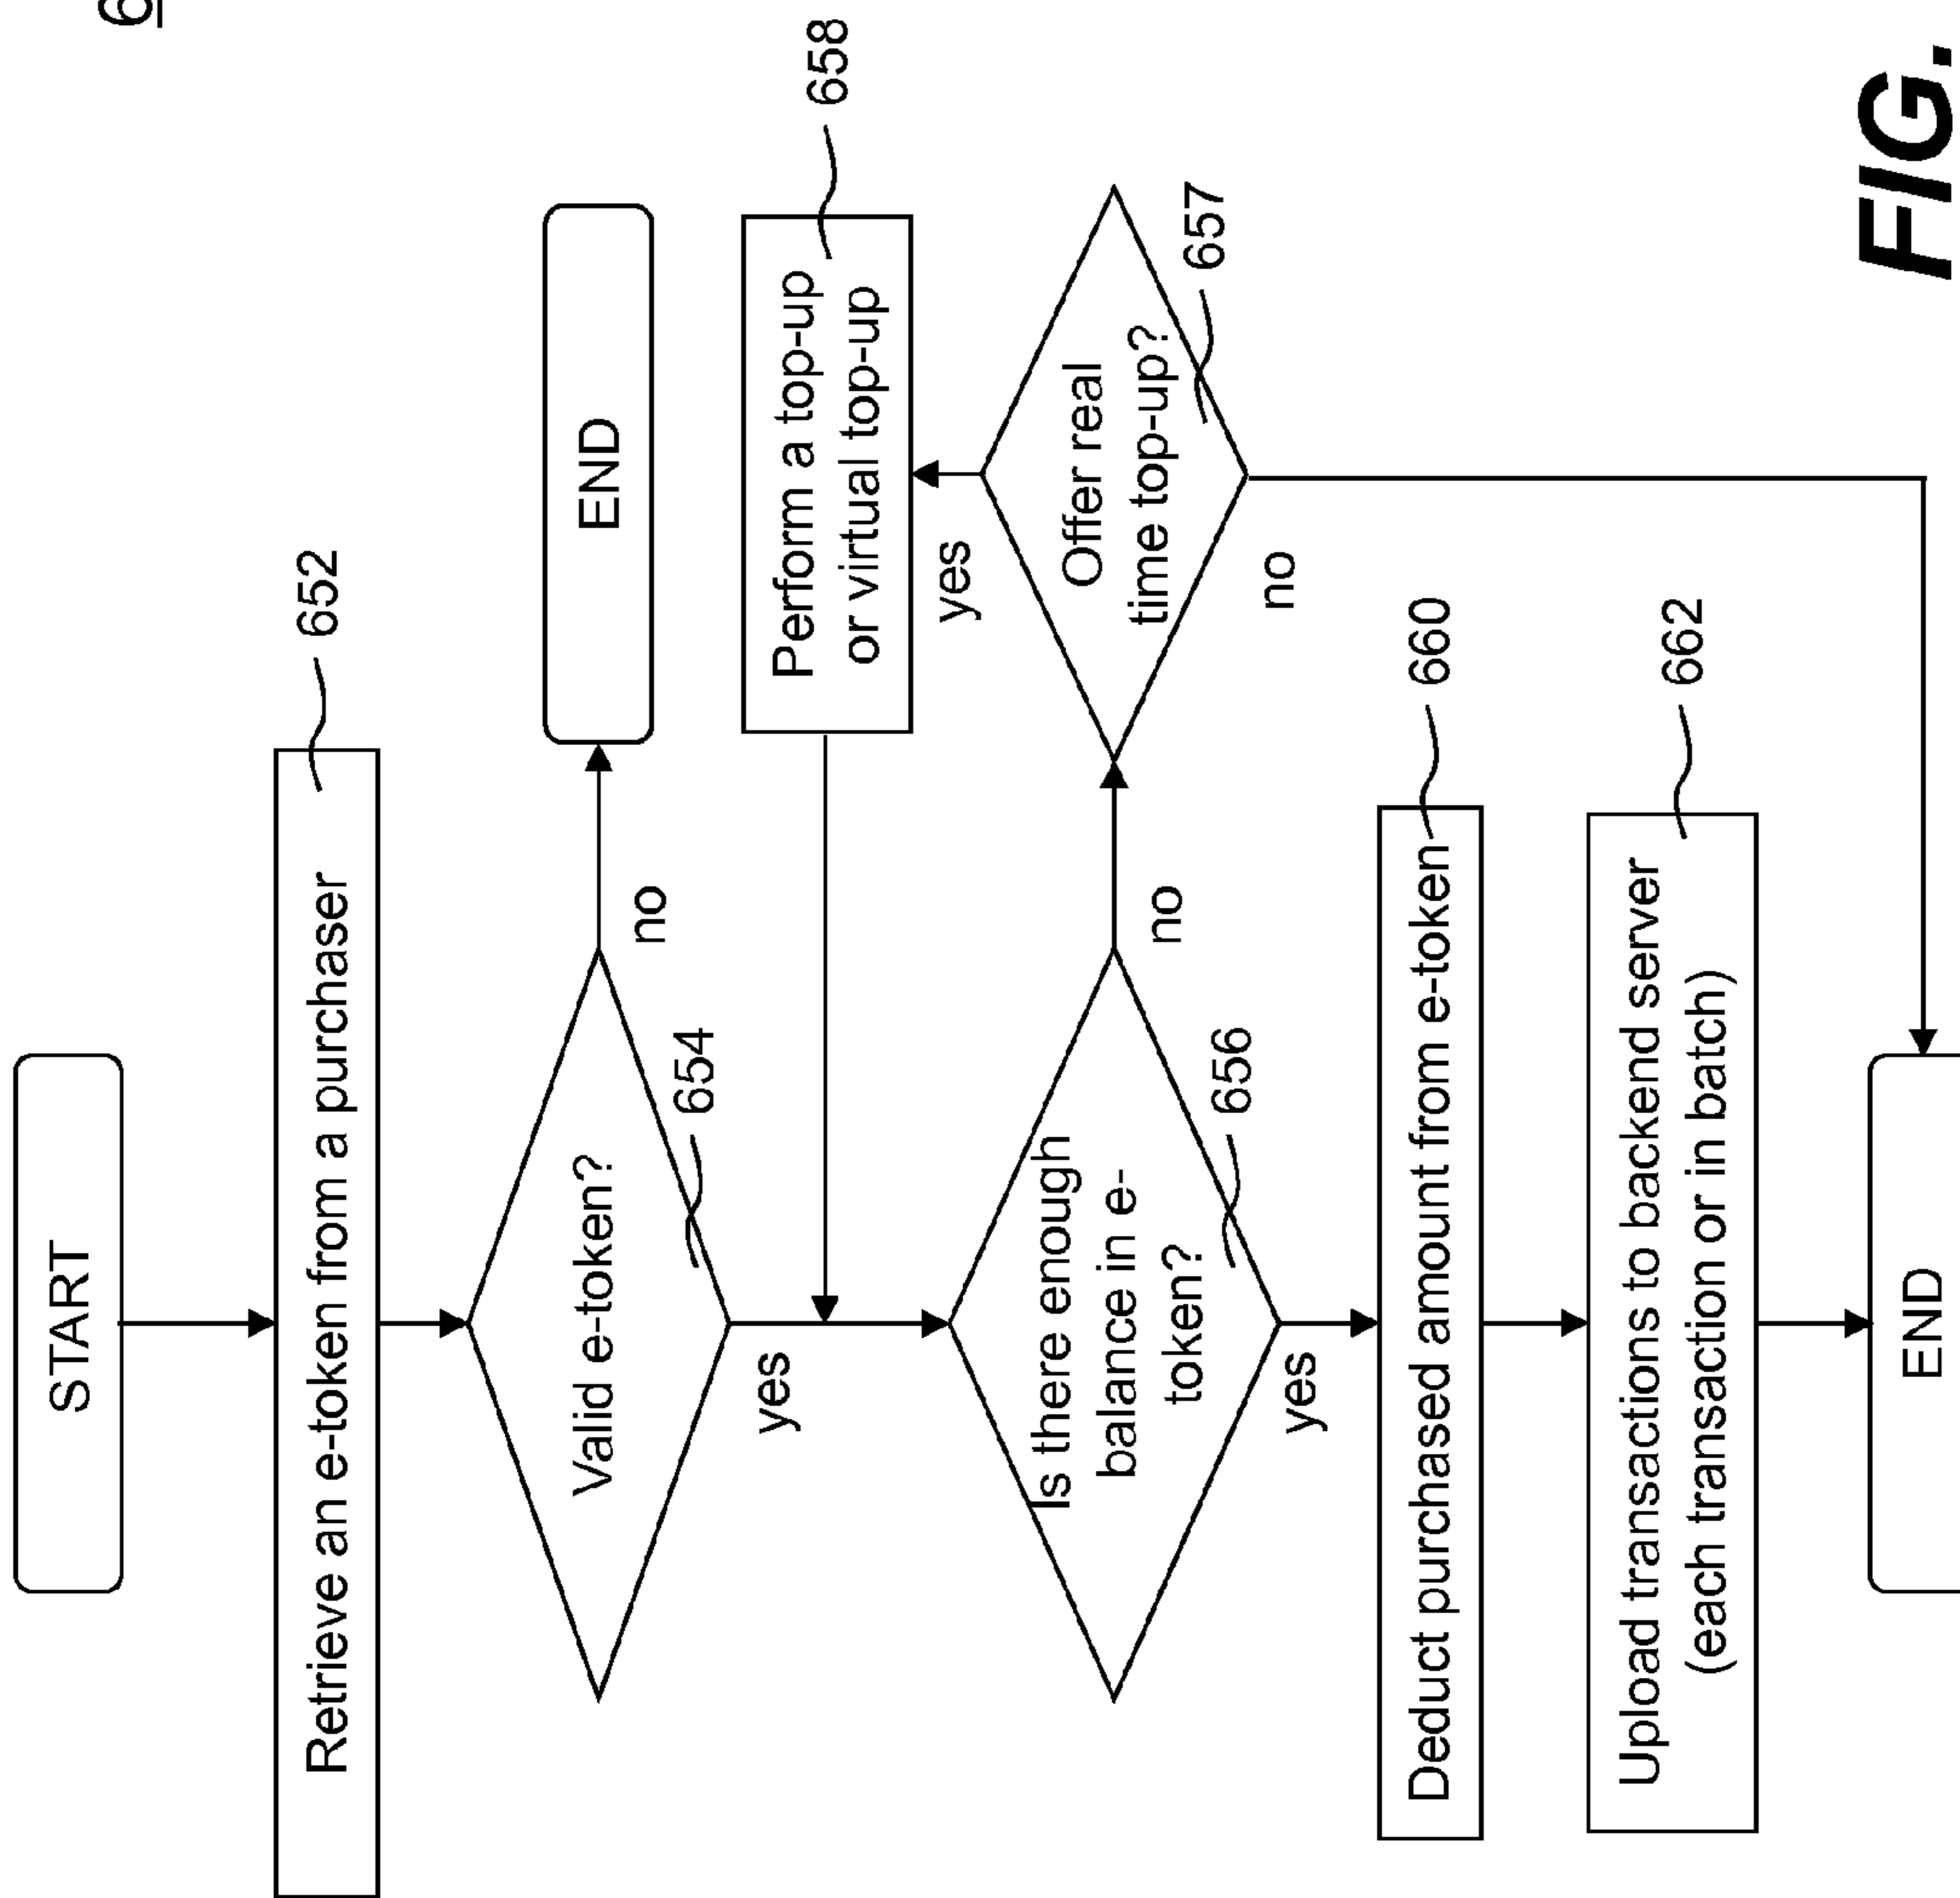 6
START
Retrieve an e-token from a purchaser
652
Valid e-token?
654
no
END
yes
Perform a top-up
or virtual top-up
658
yes
Is there enough
balance in e-
token?
656
no
Offer real
time top-up?
657
no
yes
Deduct purchased amount from e-token
660
Upload transactions to backend server
(each transaction or in batch)
662
END
FIG.